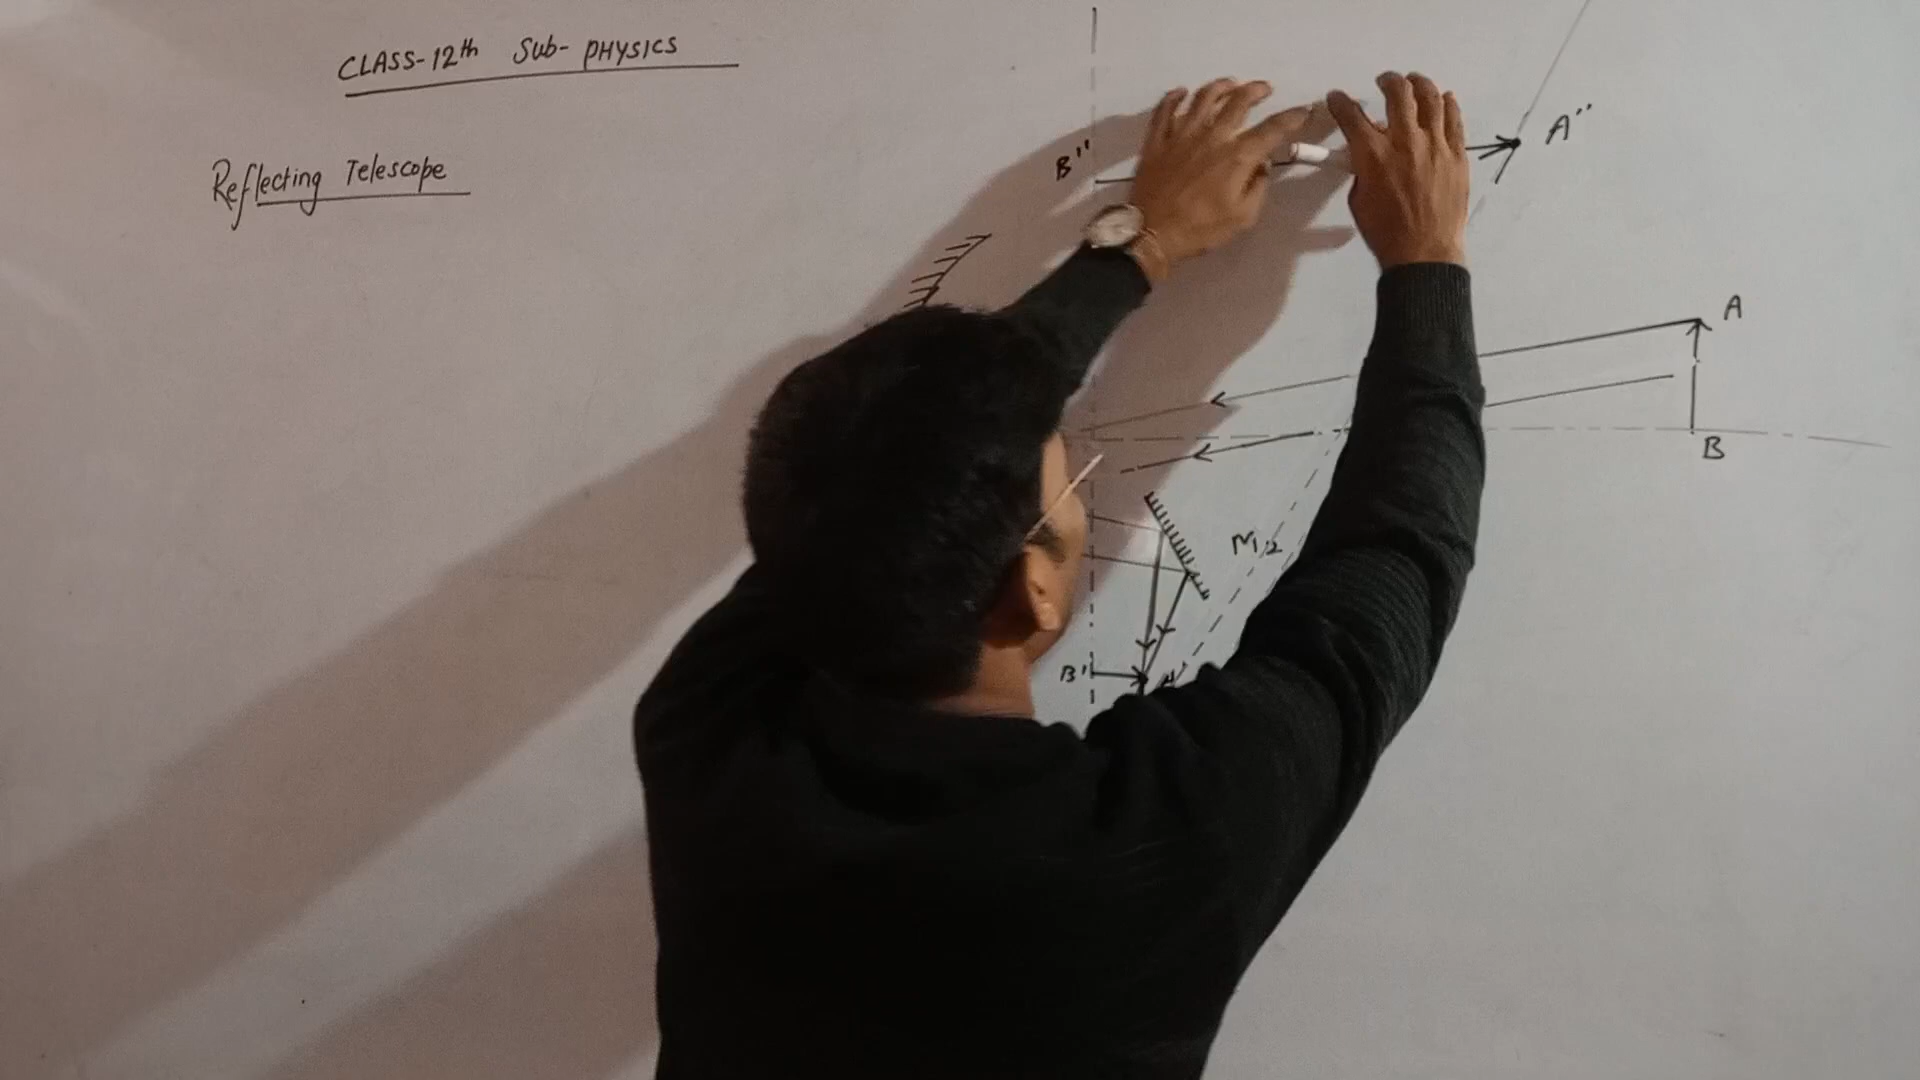 CLASS-12th Sub- PHYSICS
Reflecting Telescope
A''
B''
A
B
M2
B'
A'